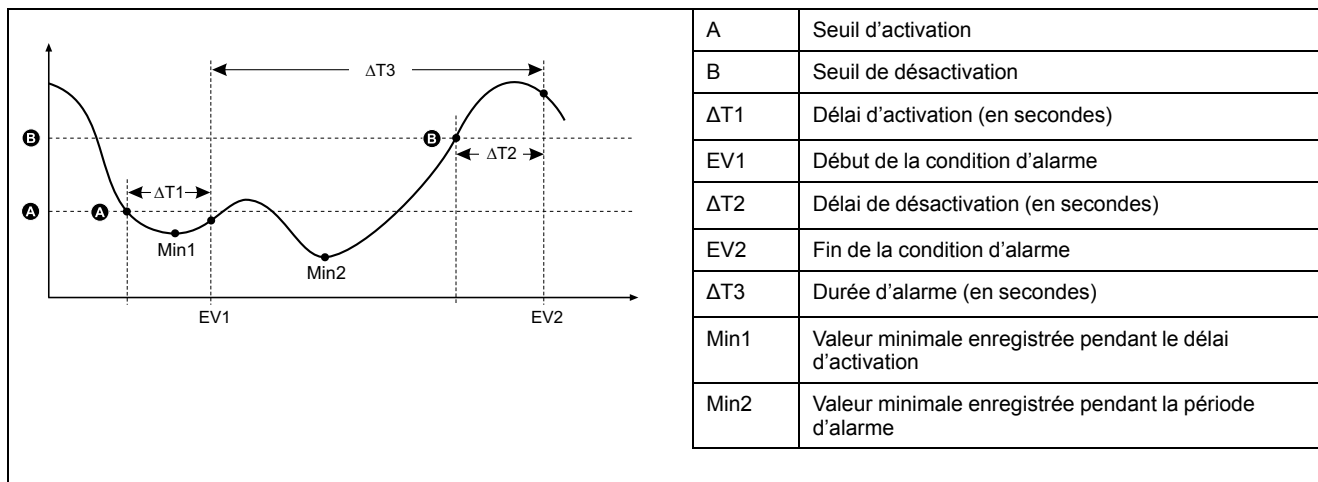 ΔT3
B
B
ΔT2
ΔT1
A
A
Min1
Min2
EV1
EV2
A Seuil d’activation
B Seuil de désactivation
ΔT1 Délai d’activation (en secondes)
EV1 Début de la condition d’alarme
ΔT2 Délai de désactivation (en secondes)
EV2 Fin de la condition d’alarme
ΔT3 Durée d’alarme (en secondes)
Min1 Valeur minimale enregistrée pendant le délai
d’activation
Min2 Valeur minimale enregistrée pendant la période
d’alarme